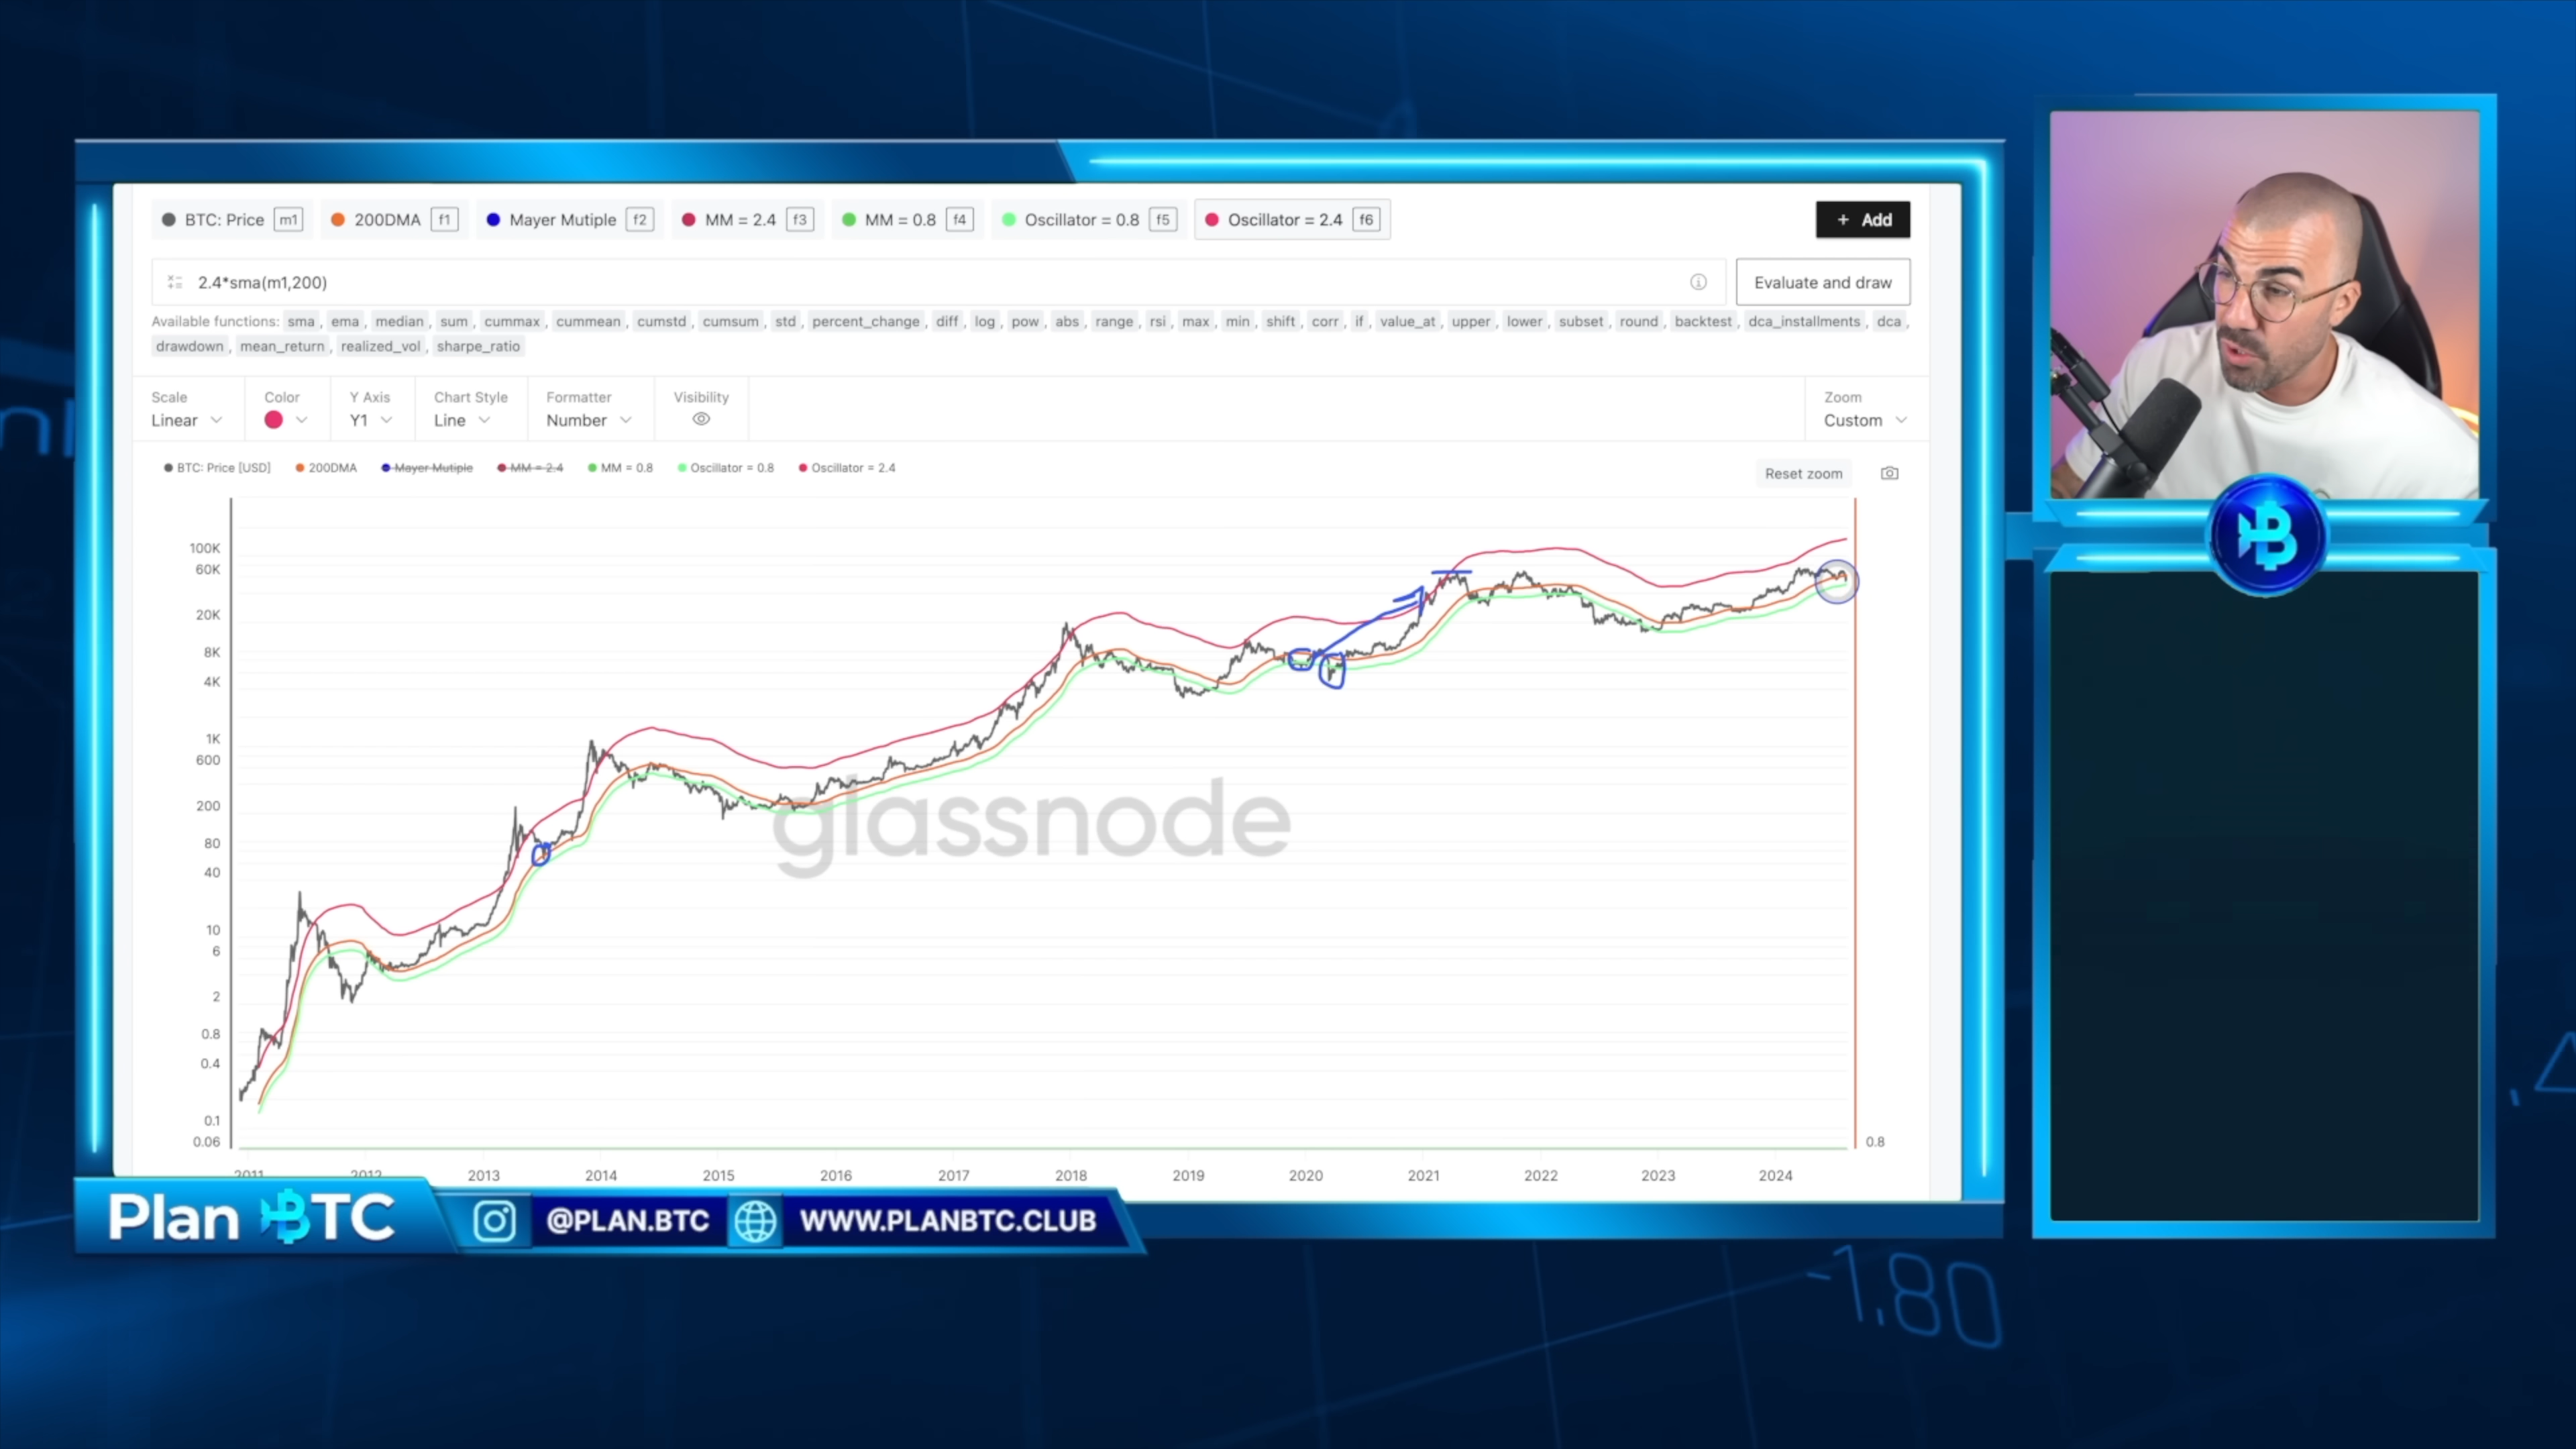 BTC: Price m1 200DMA f1 Mayer Mutiple f2 MM = 2.4 f3 MM = 0.8 f4 Oscillator = 0.8 f5 Oscillator = 2.4 f6 + Add
2.4*sma(m1,200) Evaluate and draw
Available functions: sma , ema , median , sum , cummax , cummean , cumstd , cumsum , std , percent_change , diff , log , pow , abs , range , rsi , max , min , shift , corr , if , value_at , upper , lower , subset , round , backtest , dca_installments , dca ,
drawdown , mean_return , realized_vol , sharpe_ratio
Scale Color Y Axis Chart Style Formatter Visibility Zoom
Linear Y1 Line Number Custom
BTC: Price [USD] 200DMA Mayer Mutiple MM = 2.4 MM = 0.8 Oscillator = 0.8 Oscillator = 2.4 Reset zoom
100K
60K
20K
8K
4K
1K
600
200
80
40
10
6
2
0.8
0.4
0.1
0.06 0.8
glassnode
2011 2012 2013 2014 2015 2016 2017 2018 2019 2020 2021 2022 2023 2024
Plan BTC @PLAN.BTC WWW.PLANBTC.CLUB
-1.80